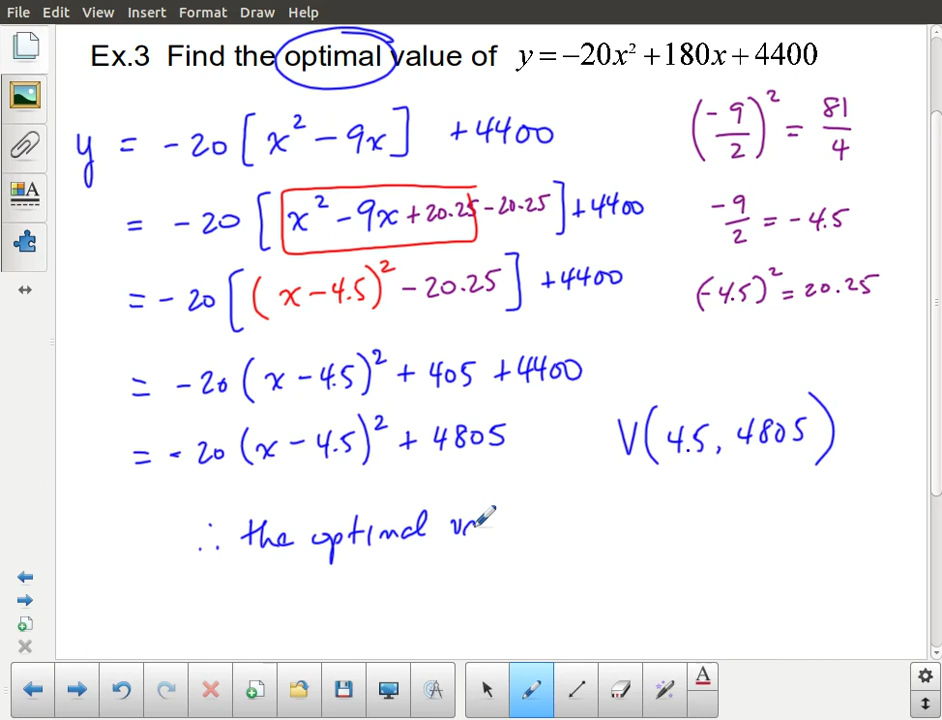 File Edit View Insert Format Draw Help
Ex.3 Find the optimal value of y = −20x² + 180x + 4400
y = -20 [x² - 9x] + 4400
(-9/2)² = 81/4
= -20 [x² - 9x + 20.25 - 20.25] + 4400
-9/2 = -4.5
= -20 [(x - 4.5)² - 20.25] + 4400
(-4.5)² = 20.25
= -20 (x - 4.5)² + 405 + 4400
= -20 (x - 4.5)² + 4805
V(4.5, 4805)
∴ the optimal
A
A